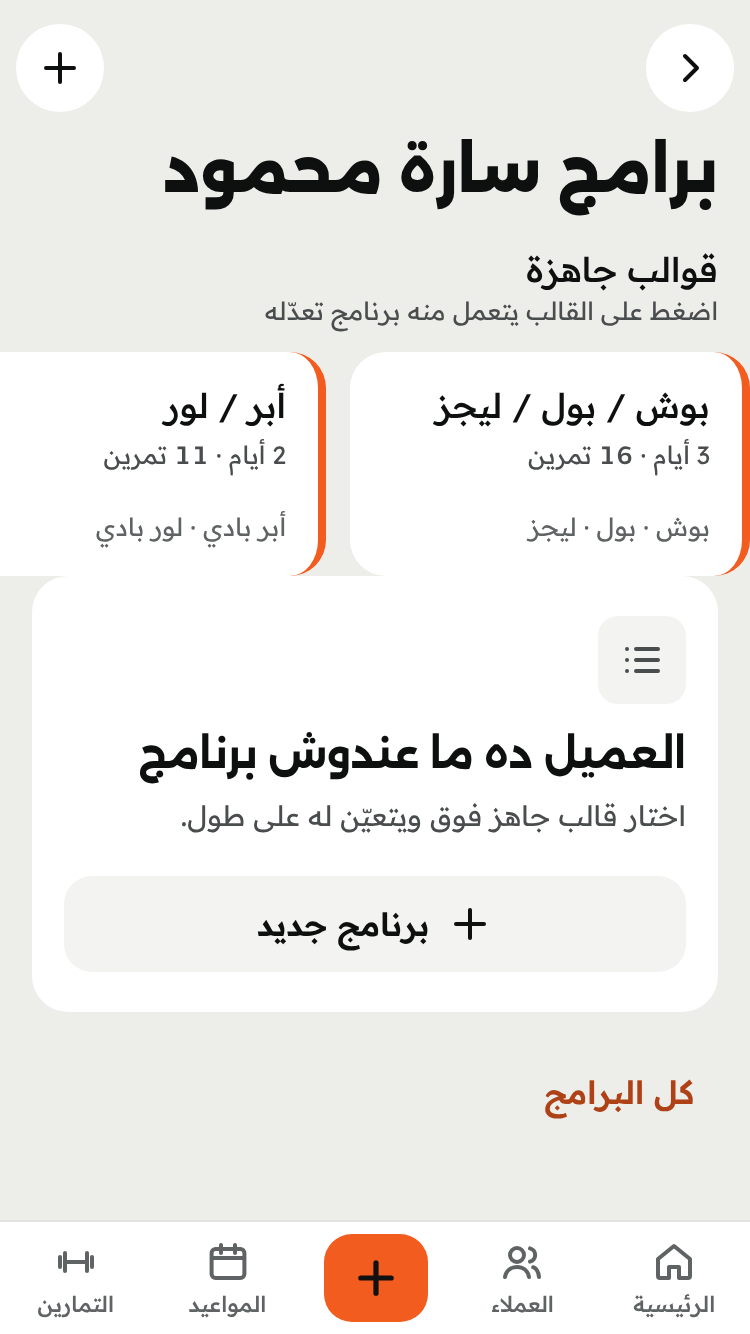 برامج سارة محمود
قوالب جاهزة
اضغط على القالب يتعمل منه برنامج تعدّله
بوش / بول / ليجز
3 أيام · 16 تمرين
بوش · بول · ليجز
أبر / لور
2 أيام · 11 تمرين
أبر بادي · لور بادي
العميل ده ما عندوش برنامج
اختار قالب جاهز فوق ويتعيّن له على طول.
برنامج جديد
كل البرامج
الرئيسية
العملاء
المواعيد
التمارين